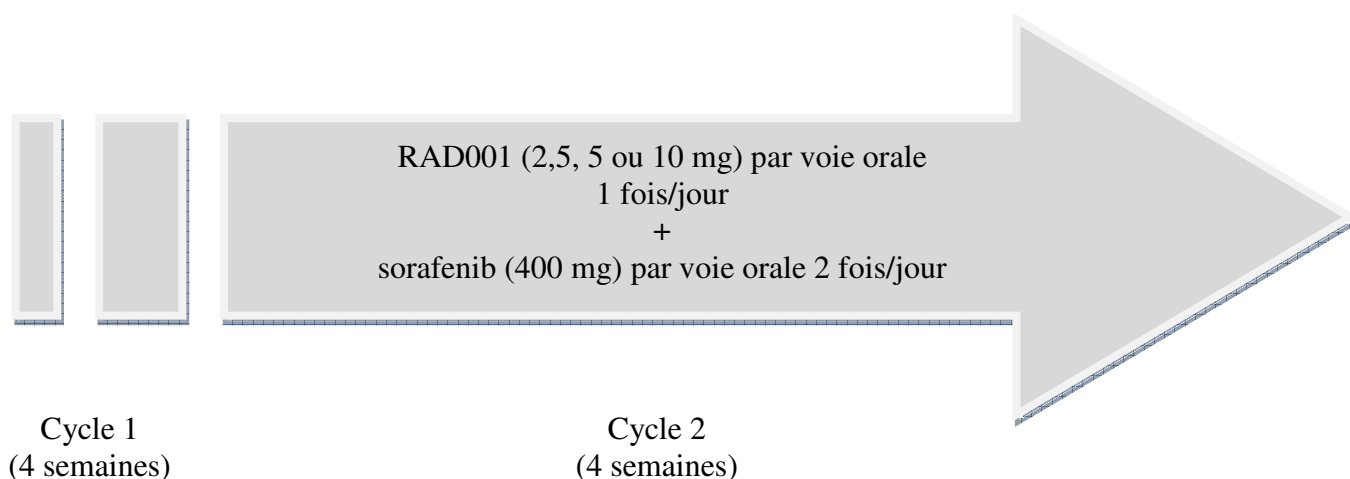 RAD001 (2,5, 5 ou 10 mg) par voie orale
1 fois/jour
+
sorafenib (400 mg) par voie orale 2 fois/jour
Cycle 1
(4 semaines)
Cycle 2
(4 semaines)